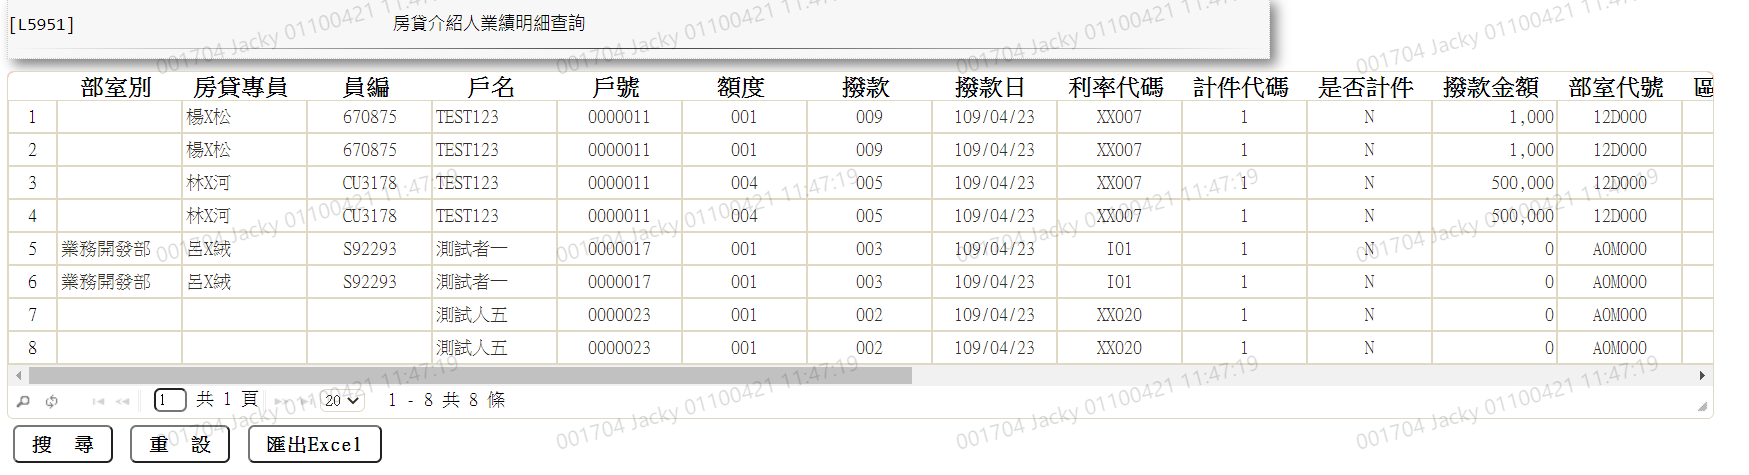 [L5951] 房貸介紹人業績明細查詢
部室別 房貸專員 員編 戶名 戶號 額度 撥款 撥款日 利率代碼 計件代碼 是否計件 撥款金額 部室代號 區
1 楊X松 670875 TEST123 0000011 001 009 109/04/23 XX007 1 N 1,000 12D000
2 楊X松 670875 TEST123 0000011 001 009 109/04/23 XX007 1 N 1,000 12D000
3 林X河 CU3178 TEST123 0000011 004 005 109/04/23 XX007 1 N 500,000 12D000
4 林X河 CU3178 TEST123 0000011 004 005 109/04/23 XX007 1 N 500,000 12D000
5 業務開發部 呂X絨 S92293 測試者一 0000017 001 003 109/04/23 I01 1 N 0 A0M000
6 業務開發部 呂X絨 S92293 測試者一 0000017 001 003 109/04/23 I01 1 N 0 A0M000
7 測試人五 0000023 001 002 109/04/23 XX020 1 N 0 A0M000
8 測試人五 0000023 001 002 109/04/23 XX020 1 N 0 A0M000
1 共 1 頁 20 1 - 8 共 8 條
搜 尋 重 設 匯出Excel
001704 Jacky 01100421 11:47:19